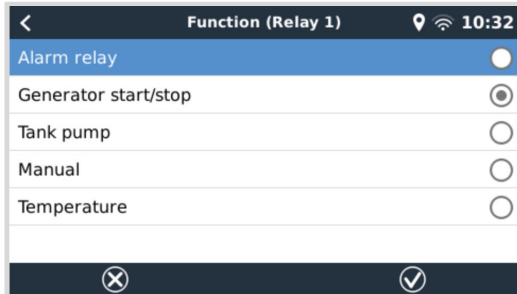 Function (Relay 1) 10:32
Alarm relay
Generator start/stop
Tank pump
Manual
Temperature